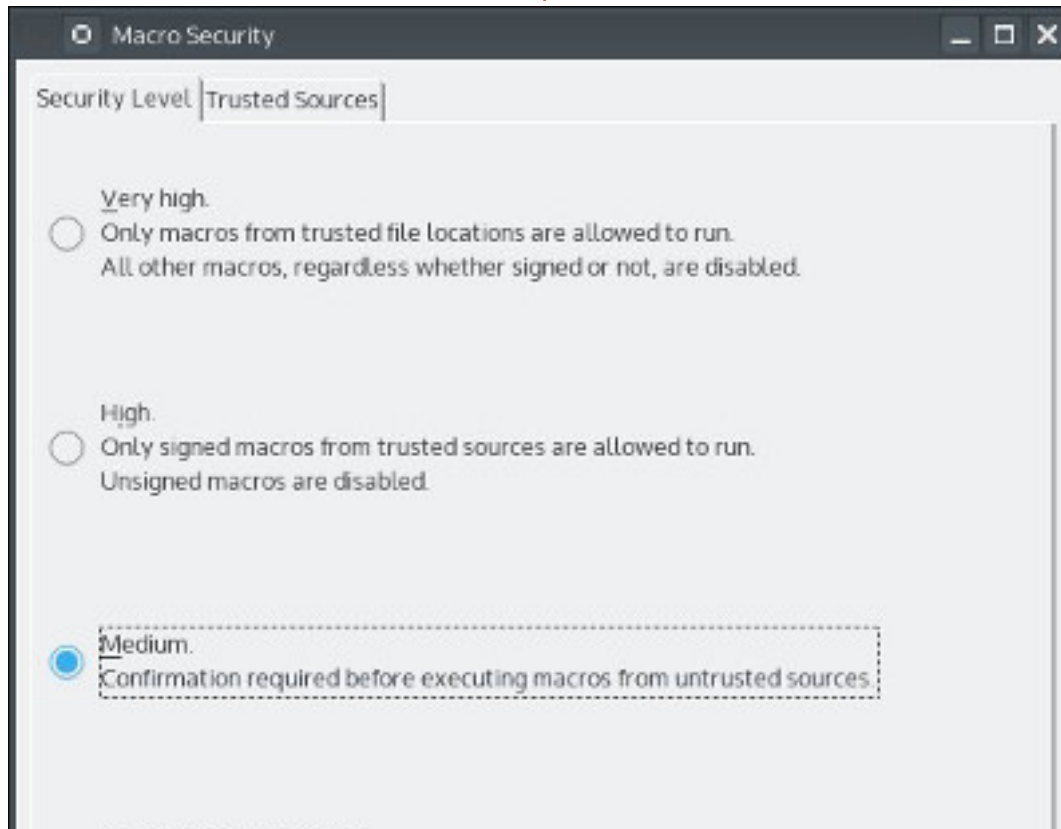 Macro Security
Security Level Trusted Sources
Very high.
Only macros from trusted file locations are allowed to run.
All other macros, regardless whether signed or not, are disabled.
High.
Only signed macros from trusted sources are allowed to run.
Unsigned macros are disabled.
Medium.
Confirmation required before executing macros from untrusted sources.